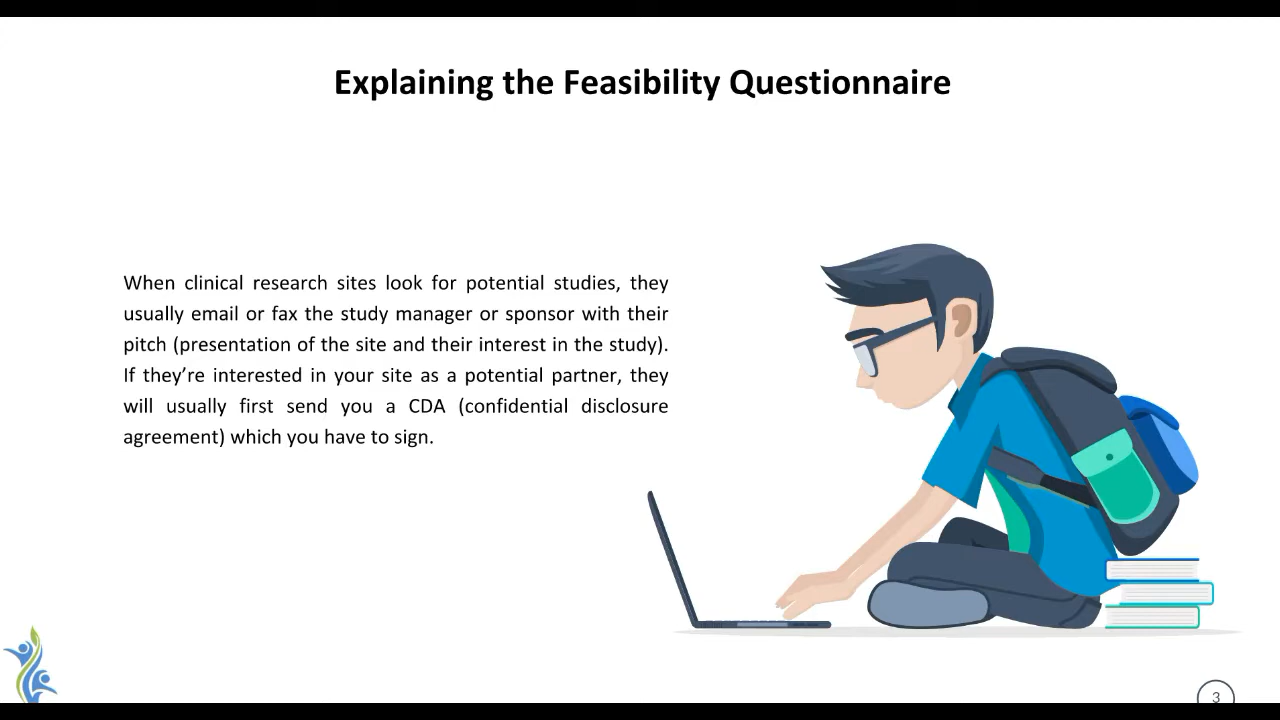 Explaining the Feasibility Questionnaire
When clinical research sites look for potential studies, they
usually email or fax the study manager or sponsor with their
pitch (presentation of the site and their interest in the study).
If they’re interested in your site as a potential partner, they
will usually first send you a CDA (confidential disclosure
agreement) which you have to sign.
3